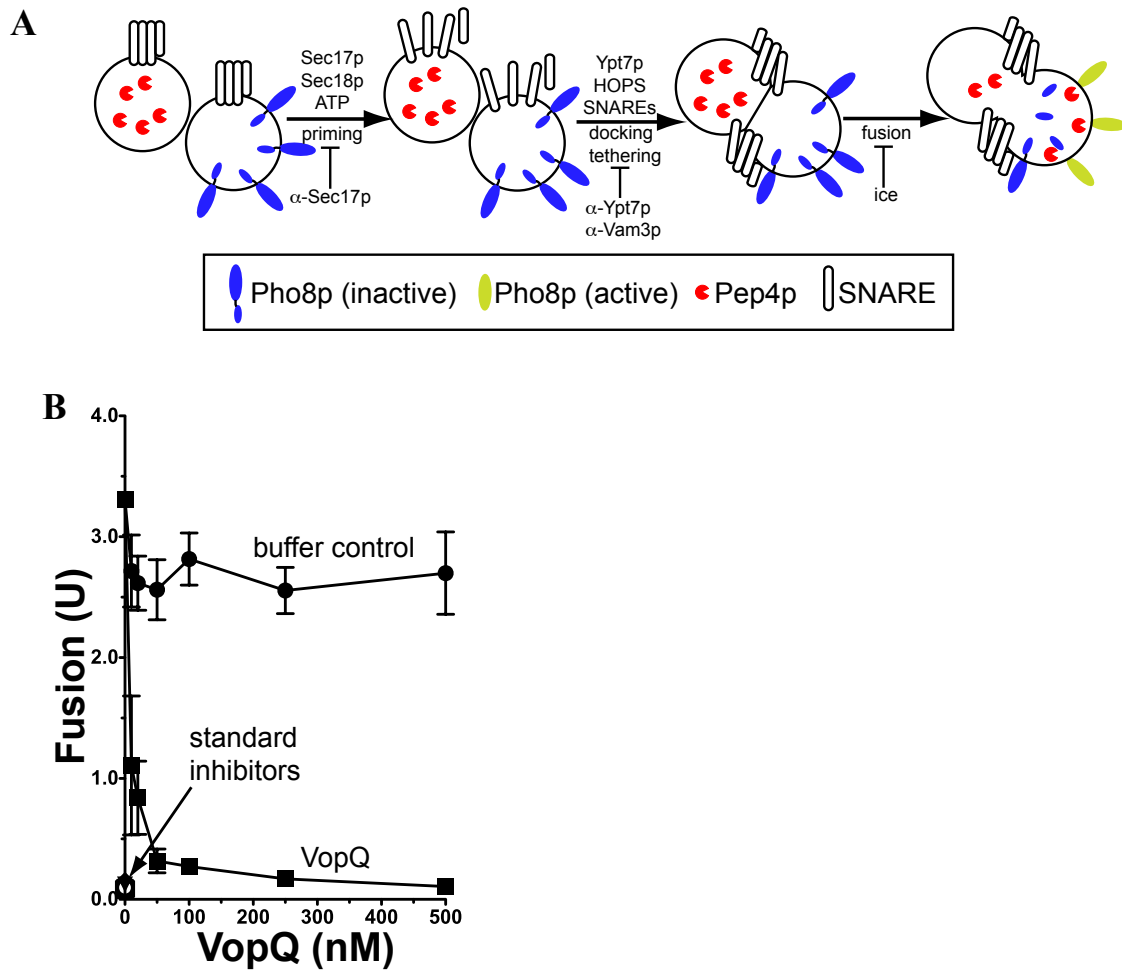 A
Sec17p
Sec18p
ATP
priming
α-Sec17p
Ypt7p
HOPS
SNAREs
docking
tethering
α-Ypt7p
α-Vam3p
fusion
ice
Pho8p (inactive) Pho8p (active) Pep4p SNARE
B
Fusion (U)
4.0
3.0
2.0
1.0
0.0
buffer control
standard
inhibitors
VopQ
0 100 200 300 400 500
VopQ (nM)